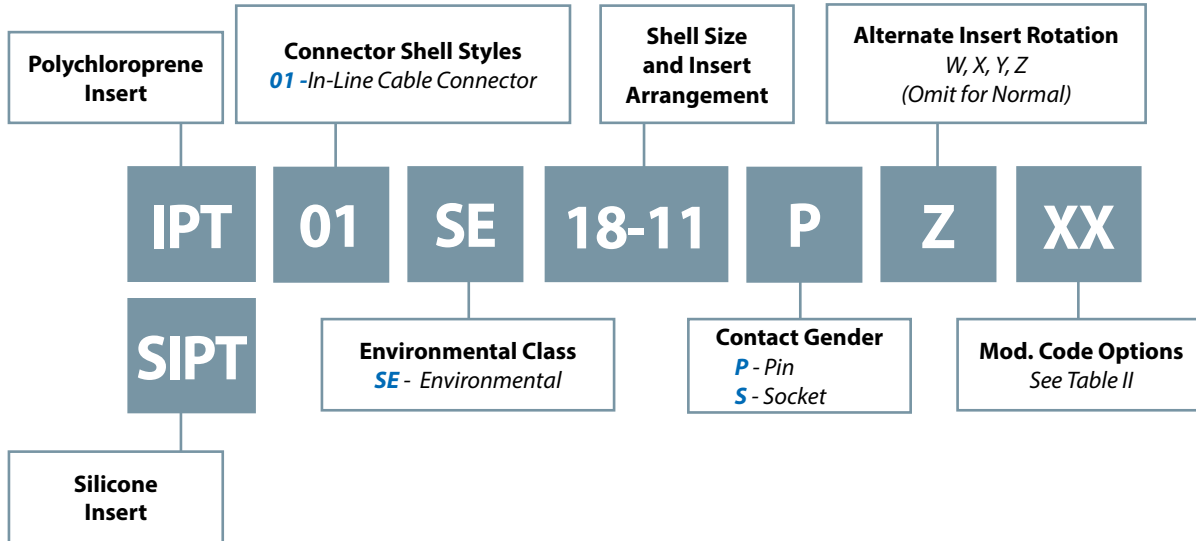 Polychloroprene
Insert
Connector Shell Styles
01 -In-Line Cable Connector
Shell Size
and Insert
Arrangement
Alternate Insert Rotation
W, X, Y, Z
(Omit for Normal)
IPT
01
SE
18-11
P
Z
XX
SIPT
Environmental Class
SE - Environmental
Contact Gender
P - Pin
S - Socket
Mod. Code Options
See Table II
Silicone
Insert